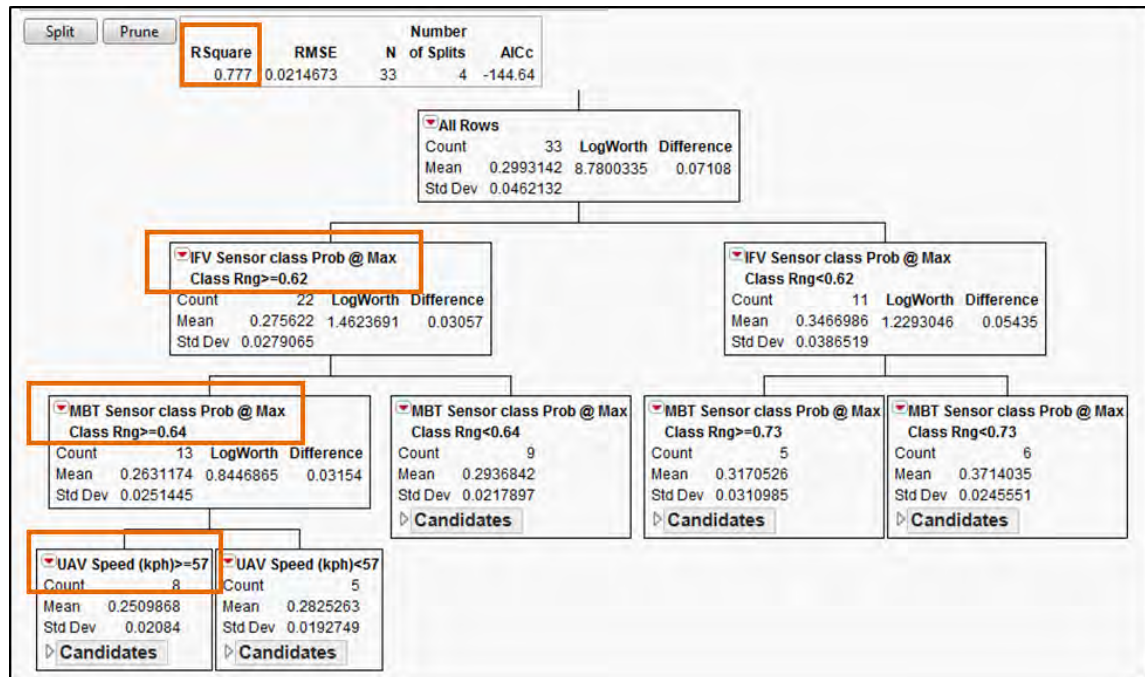 Split Prune
Number
RSquare RMSE N of Splits AICc
0.777 0.0214673 33 4 -144.64
All Rows
Count 33 LogWorth Difference
Mean 0.2993142 8.7800335 0.07108
Std Dev 0.0462132
IFV Sensor class Prob @ Max
Class Rng>=0.62
Count 22 LogWorth Difference
Mean 0.275622 1.4623691 0.03057
Std Dev 0.0279065
IFV Sensor class Prob @ Max
Class Rng<0.62
Count 11 LogWorth Difference
Mean 0.3466986 1.2293046 0.05435
Std Dev 0.0386519
MBT Sensor class Prob @ Max
Class Rng>=0.64
Count 13 LogWorth Difference
Mean 0.2631174 0.8446865 0.03154
Std Dev 0.0251445
MBT Sensor class Prob @ Max
Class Rng<0.64
Count 9
Mean 0.2936842
Std Dev 0.0217897
Candidates
MBT Sensor class Prob @ Max
Class Rng>=0.73
Count 5
Mean 0.3170526
Std Dev 0.0310985
Candidates
MBT Sensor class Prob @ Max
Class Rng<0.73
Count 6
Mean 0.3714035
Std Dev 0.0245551
Candidates
UAV Speed (kph)>=57
Count 8
Mean 0.2509868
Std Dev 0.02084
Candidates
UAV Speed (kph)<57
Count 5
Mean 0.2825263
Std Dev 0.0192749
Candidates